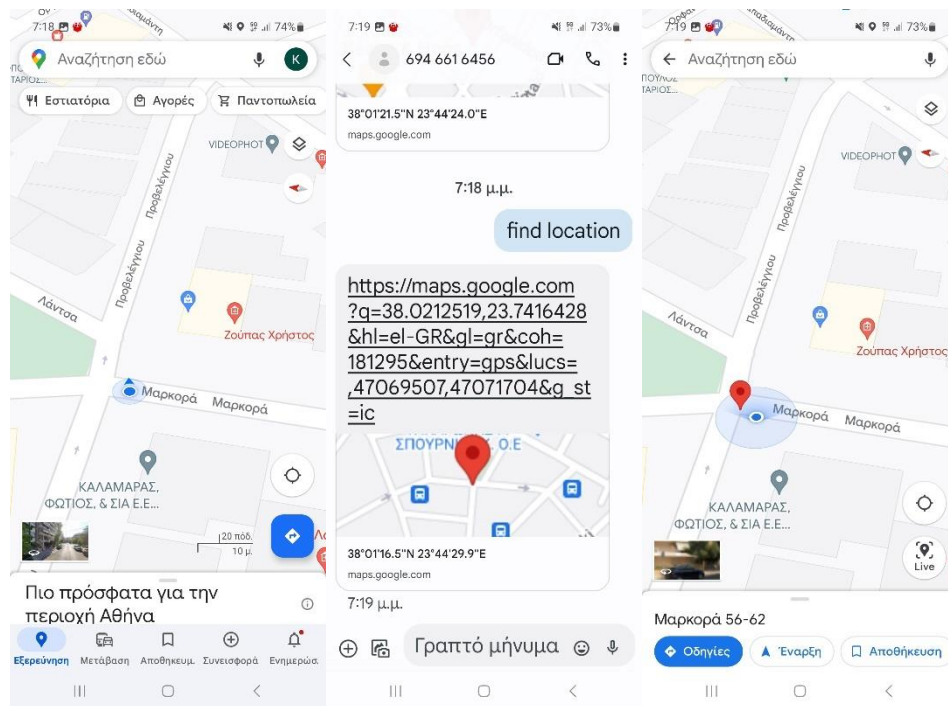 7:18
74%
Αναζήτηση εδώ
K
Εστιατόρια
Αγορές
Παντοπωλεία
VIDEOPHOT
Προβελέγγιου
Προβελέγγιου
Λάντσα
Ζούπας Χρήστος
Μαρκορά Μαρκορά
ΚΑΛΑΜΑΡΑΣ,
ΦΩΤΙΟΣ, & ΣΙΑ Ε.Ε...
20 πόδ.
10 μ.
Πιο πρόσφατα για την
περιοχή Αθήνα
Εξερεύνηση Μετάβαση Αποθηκευμ. Συνεισφορά Ενημερώσ.
7:19
73%
694 661 6456
38°01'21.5"N 23°44'24.0"E
maps.google.com
7:18 μ.μ.
find location
https://maps.google.com
?q=38.0212519,23.7416428
&hl=el-GR&gl=gr&coh=
181295&entry=gps&lucs=
,47069507,47071704&g_st
=ic
38°01'16.5"N 23°44'29.9"E
maps.google.com
7:19 μ.μ.
Γραπτό μήνυμα
7:19
73%
Αναζήτηση εδώ
VIDEOPHOT
Προβελέγγιου
Προβελέγγιου
Λάντσα
Ζούπας Χρήστος
Μαρκορά Μαρκορά
ΚΑΛΑΜΑΡΑΣ,
ΦΩΤΙΟΣ, & ΣΙΑ Ε.Ε...
Live
Μαρκορά 56-62
Οδηγίες
Έναρξη
Αποθήκευση